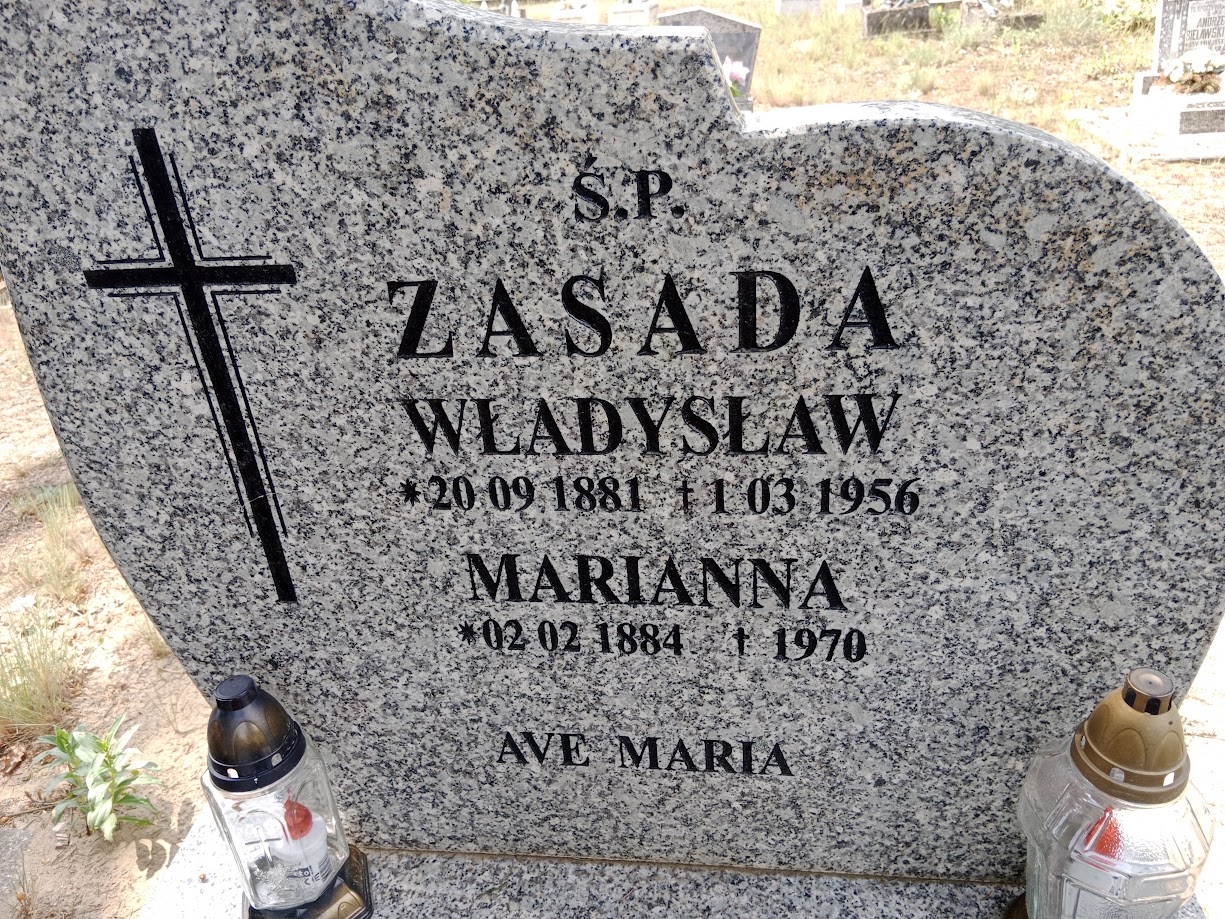 Ś.P.
ZASADA
WŁADYSŁAW
*20 09 1881 †1 03 1956
MARIANNA
*02 02 1884 † 1970
AVE MARIA